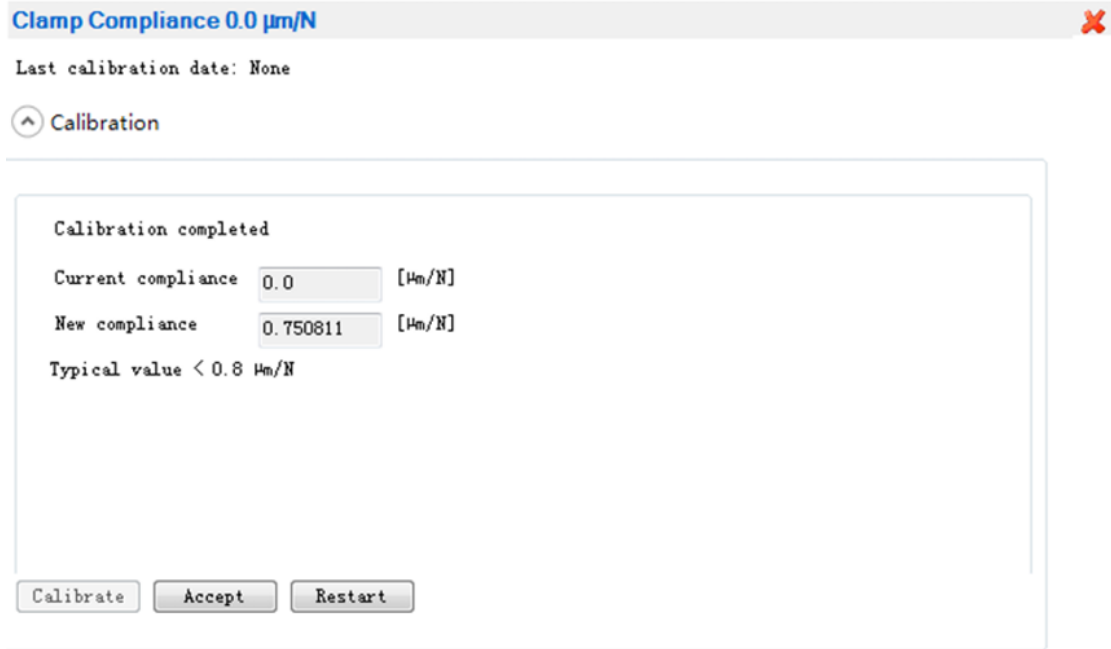 Clamp Compliance 0.0 µm/N
Last calibration date: None
Calibration
Calibration completed
Current compliance 0.0 [µm/N]
New compliance 0.750811 [µm/N]
Typical value < 0.8 µm/N
Calibrate Accept Restart